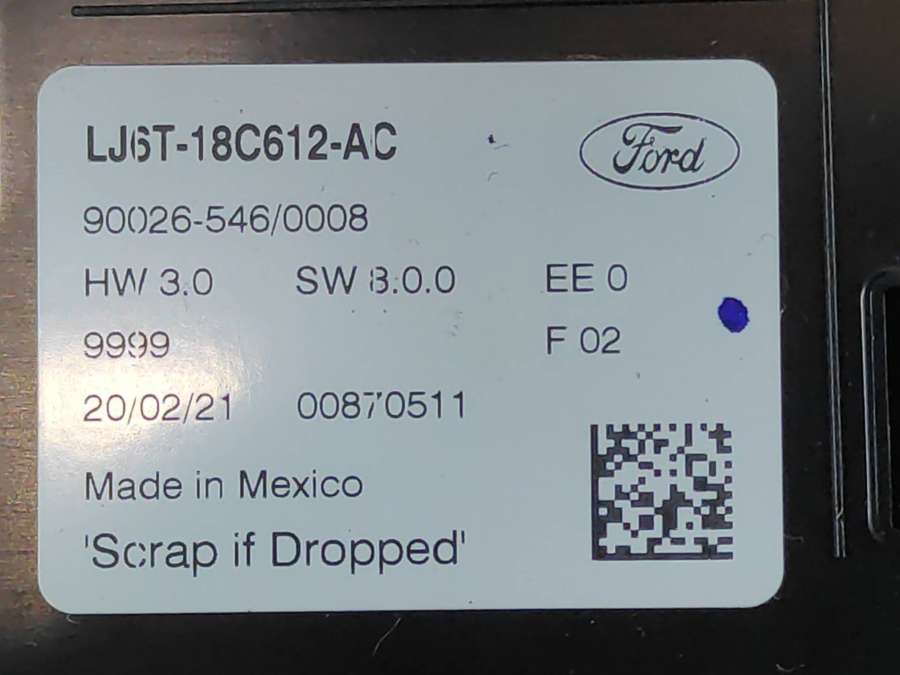 LJ6T-18C612-AC
Ford
90026-546/0008
HW 3.0 SW 8.0.0 EE 0
9999 F 02
20/02/21 00870511
Made in Mexico
'Scrap if Dropped'